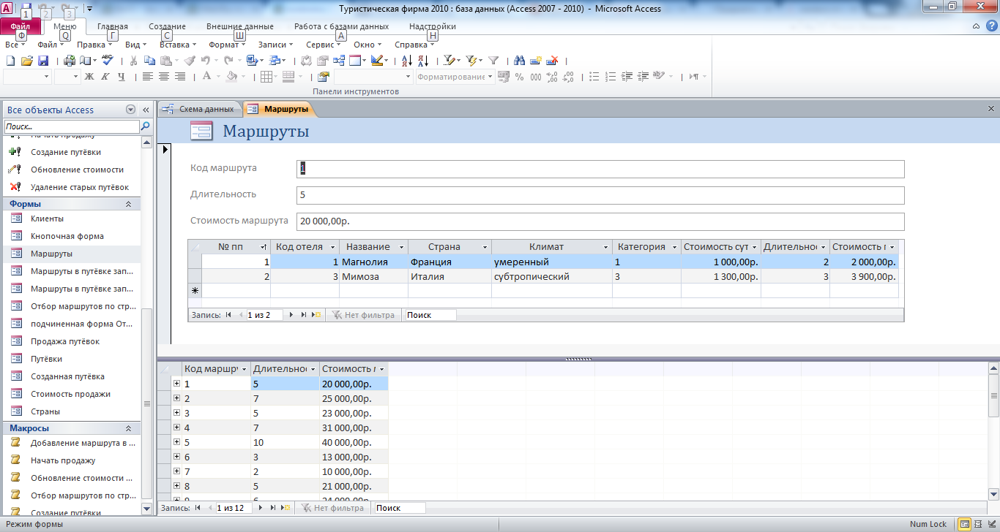 Туристическая фирма 2010 : база данных (Access 2007 - 2010) - Microsoft Access
1 2 3
Файл Меню Главная Создание Внешние данные Работа с базами данных Надстройки
Ф Q Г С Ш А Н
Все Файл Правка Вид Вставка Формат Записи Сервис Окно Справка
Ж К Ч А Форматирование % 000
Панели инструментов
Все объекты Access
Поиск...
Начать продажу
Создание путёвки
Обновление стоимости
Удаление старых путёвок
Формы
Клиенты
Кнопочная форма
Маршруты
Маршруты в путёвке зап...
Маршруты в путёвке зап...
Отбор маршрутов по стр...
подчиненная форма От...
Продажа путёвок
Путёвки
Созданная путёвка
Стоимость продажи
Страны
Макросы
Добавление маршрута в ...
Начать продажу
Обновление стоимости ...
Отбор маршрутов по стр...
Создание путёвки
Схема данных Маршруты
Маршруты
Код маршрута 1
Длительность 5
Стоимость маршрута 20 000,00р.
№ пп Код отеля Название Страна Климат Категория Стоимость сут Длительнос Стоимость г
1 1 Магнолия Франция умеренный 1 1 000,00р. 2 2 000,00р.
2 3 Мимоза Италия субтропический 3 1 300,00р. 3 3 900,00р.
Запись: 1 из 2 Нет фильтра Поиск
Код маршру Длительнос Стоимость г
1 5 20 000,00р.
2 7 25 000,00р.
3 5 23 000,00р.
4 7 31 000,00р.
5 10 40 000,00р.
6 3 13 000,00р.
7 2 10 000,00р.
8 5 21 000,00р.
9 6 24 000,00р.
Запись: 1 из 12 Нет фильтра Поиск
Режим формы Num Lock